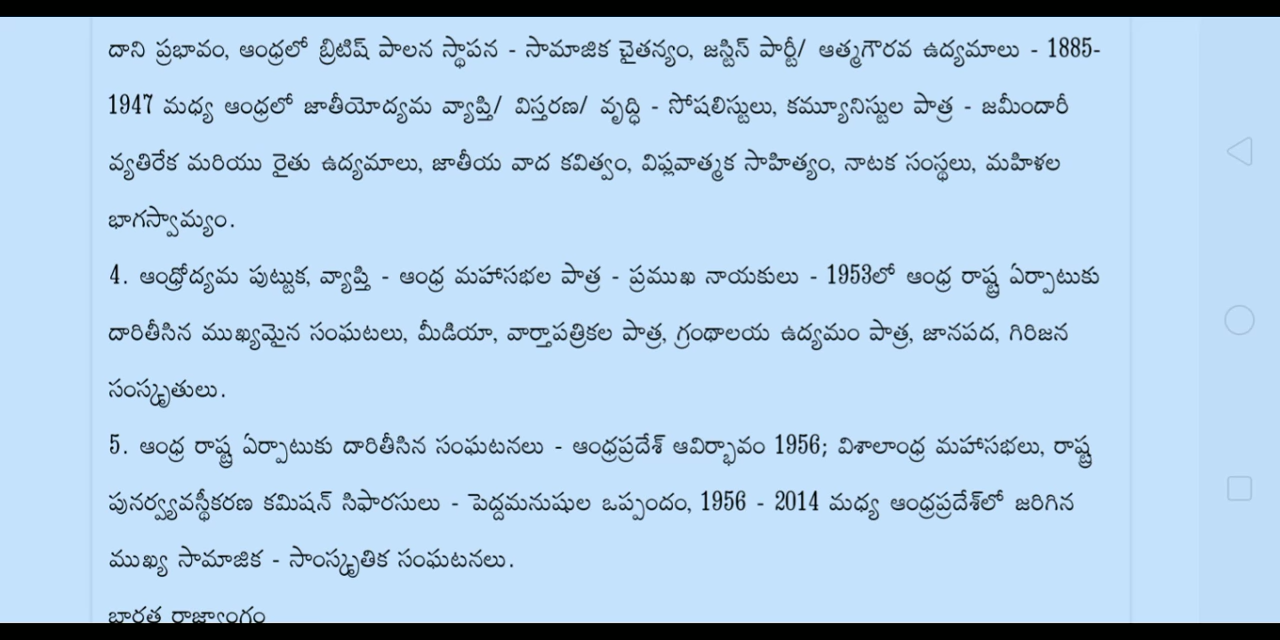 దాని ప్రభావం, ఆంధ్రలో బ్రిటిష్ పాలన స్థాపన - సామాజిక చైతన్యం, జస్టిస్ పార్టీ/ ఆత్మగౌరవ ఉద్యమాలు - 1885-
1947 మధ్య ఆంధ్రలో జాతీయోద్యమ వ్యాప్తి/ విస్తరణ/ వృద్ధి - సోషలిస్టులు, కమ్యూనిస్టుల పాత్ర - జమీందారీ
వ్యతిరేక మరియు రైతు ఉద్యమాలు, జాతీయ వాద కవిత్వం, విప్లవాత్మక సాహిత్యం, నాటక సంస్థలు, మహిళల
భాగస్వామ్యం.
4. ఆంధ్రోద్యమ పుట్టుక, వ్యాప్తి - ఆంధ్ర మహాసభల పాత్ర - ప్రముఖ నాయకులు - 1953లో ఆంధ్ర రాష్ట్ర ఏర్పాటుకు
దారితీసిన ముఖ్యమైన సంఘటలు, మీడియా, వార్తాపత్రికల పాత్ర, గ్రంథాలయ ఉద్యమం పాత్ర, జానపద, గిరిజన
సంస్కృతులు.
5. ఆంధ్ర రాష్ట్ర ఏర్పాటుకు దారితీసిన సంఘటనలు - ఆంధ్రప్రదేశ్ ఆవిర్భావం 1956; విశాలాంధ్ర మహాసభలు, రాష్ట్ర
పునర్వ్యవస్థీకరణ కమిషన్ సిఫారసులు - పెద్దమనుషుల ఒప్పందం, 1956 - 2014 మధ్య ఆంధ్రప్రదేశ్‌లో జరిగిన
ముఖ్య సామాజిక - సాంస్కృతిక సంఘటనలు.
భారత రాజ్యాంగం